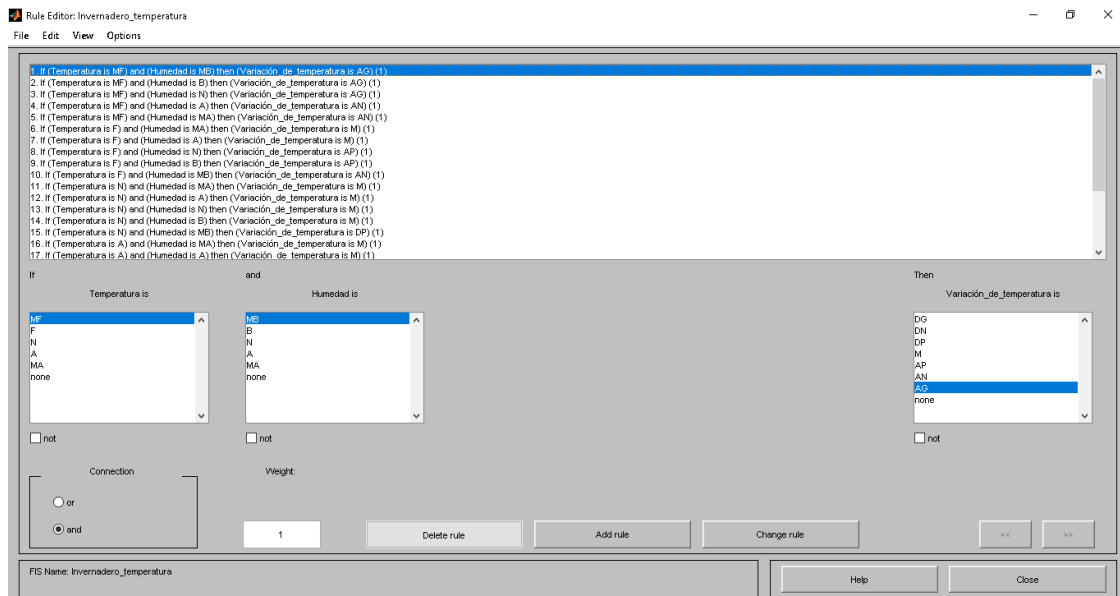 Rule Editor: Invernadero_temperatura
File Edit View Options
1. If (Temperatura is MF) and (Humedad is MB) then (Variación_de_temperatura is AG) (1)
2. If (Temperatura is MF) and (Humedad is B) then (Variación_de_temperatura is AG) (1)
3. If (Temperatura is MF) and (Humedad is N) then (Variación_de_temperatura is AG) (1)
4. If (Temperatura is MF) and (Humedad is A) then (Variación_de_temperatura is AN) (1)
5. If (Temperatura is MF) and (Humedad is MA) then (Variación_de_temperatura is AN) (1)
6. If (Temperatura is F) and (Humedad is MA) then (Variación_de_temperatura is M) (1)
7. If (Temperatura is F) and (Humedad is A) then (Variación_de_temperatura is M) (1)
8. If (Temperatura is F) and (Humedad is N) then (Variación_de_temperatura is AP) (1)
9. If (Temperatura is F) and (Humedad is B) then (Variación_de_temperatura is AP) (1)
10. If (Temperatura is F) and (Humedad is MB) then (Variación_de_temperatura is AN) (1)
11. If (Temperatura is N) and (Humedad is MA) then (Variación_de_temperatura is M) (1)
12. If (Temperatura is N) and (Humedad is A) then (Variación_de_temperatura is M) (1)
13. If (Temperatura is N) and (Humedad is N) then (Variación_de_temperatura is M) (1)
14. If (Temperatura is N) and (Humedad is B) then (Variación_de_temperatura is M) (1)
15. If (Temperatura is N) and (Humedad is MB) then (Variación_de_temperatura is DP) (1)
16. If (Temperatura is A) and (Humedad is MA) then (Variación_de_temperatura is M) (1)
17. If (Temperatura is A) and (Humedad is A) then (Variación_de_temperatura is M) (1)
If and Then
Temperatura is
MF
F
N
A
MA
none
not
Humedad is
MB
B
N
A
MA
none
not
Variación_de_temperatura is
DG
DN
DP
M
AP
AN
AG
none
not
Connection
or
and
Weight:
1
Delete rule
Add rule
Change rule
<<
>>
FIS Name: Invernadero_temperatura
Help
Close